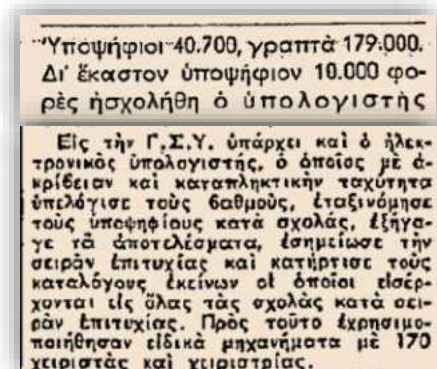 Ὑποψήφιοι 40.700, γραπτὰ 179.000.
Δι' ἕκαστον ὑποψήφιον 10.000 φο-
ρὲς ἠσχολήθη ὁ ὑπολογιστὴς
Εἰς τὴν Γ.Σ.Υ. ὑπάρχει καὶ ὁ ἠλεκ-
τρονικὸς ὑπολογιστής, ὁ ὁποῖος μὲ ἀ-
κρίβειαν καὶ καταπληκτικὴν ταχύτητα
ὑπελόγισε τοὺς βαθμούς, ἐταξινόμησε
τοὺς ὑποψηφίους κατὰ σχολάς, ἐξήγα-
γε τὰ ἀποτελέσματα, ἐσημείωσε τὴν
σειρὰν ἐπιτυχίας καὶ κατήρτισε τοὺς
καταλόγους ἐκείνων οἱ ὁποῖοι εἰσέρ-
χονται εἰς ὅλας τὰς σχολὰς κατὰ σει-
ρὰν ἐπιτυχίας. Πρὸς τοῦτο ἐχρησιμο-
ποιήθησαν εἰδικὰ μηχανήματα μὲ 170
χειριστὰς καὶ χειριστρίας.